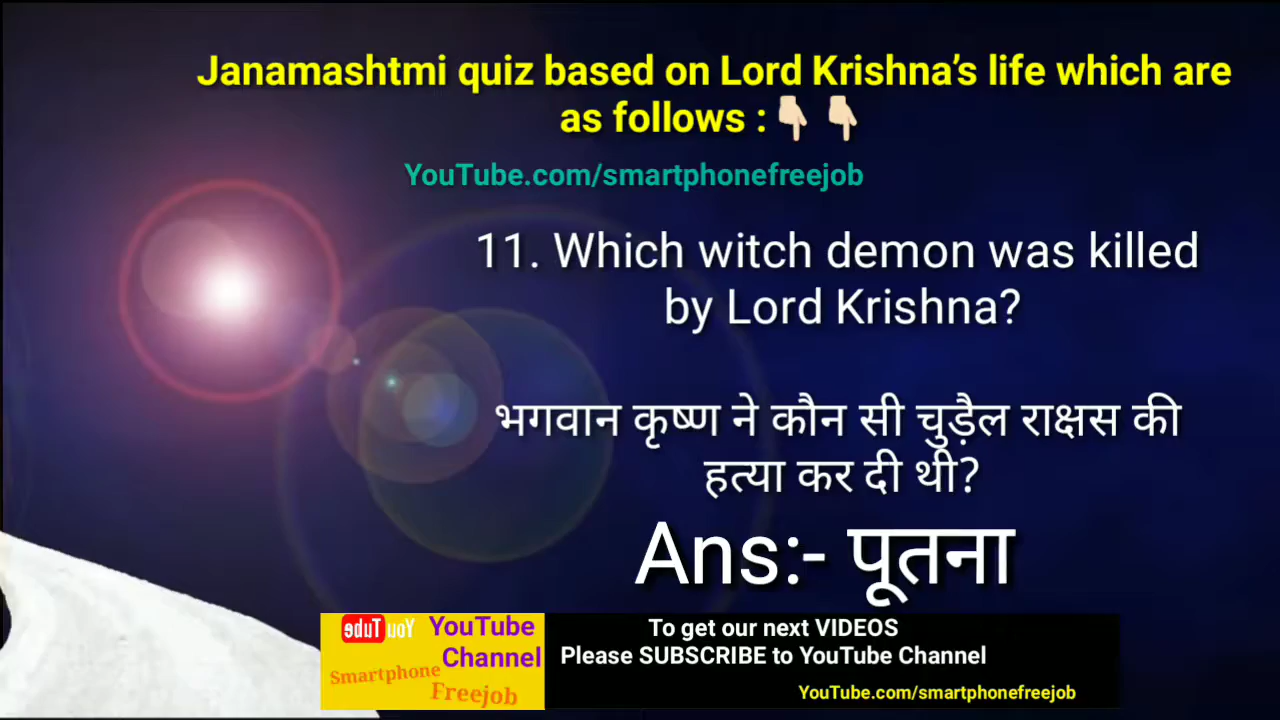 Janamashtmi quiz based on Lord Krishna’s life which are
as follows :👇🏻 👇🏻
YouTube.com/smartphonefreejob
11. Which witch demon was killed
by Lord Krishna?
भगवान कृष्ण ने कौन सी चुड़ैल राक्षस की
हत्या कर दी थी?
Ans:- पूतना
You Tube
YouTube
Channel
Smartphone
Freejob
To get our next VIDEOS
Please SUBSCRIBE to YouTube Channel
YouTube.com/smartphonefreejob